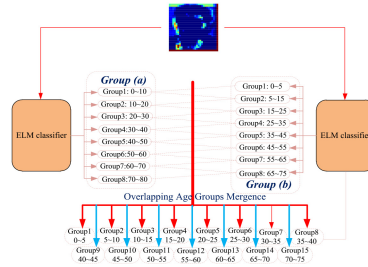 Group (a)
Group1: 0~10
Group2: 10~20
Group3: 20~30
Group4:30~40
Group5:40~50
Group6:50~60
Group7:60~70
Group8:70~80
ELM classifier
Group1: 0~5
Group2: 5~15
Group3: 15~25
Group4: 25~35
Group5: 35~45
Group6: 45~55
Group7: 55~65
Group8: 65~75
Group (b)
ELM classifier
Overlapping Age Groups Mergence
Group1 Group2 Group3 Group4 Group5 Group6 Group7 Group8
0~5 5~10 10~15 15~20 20~25 25~30 30~35 35~40
Group9 Group10 Group11 Group12 Group13 Group14 Group15
40~45 45~50 50~55 55~60 60~65 65~70 70~75